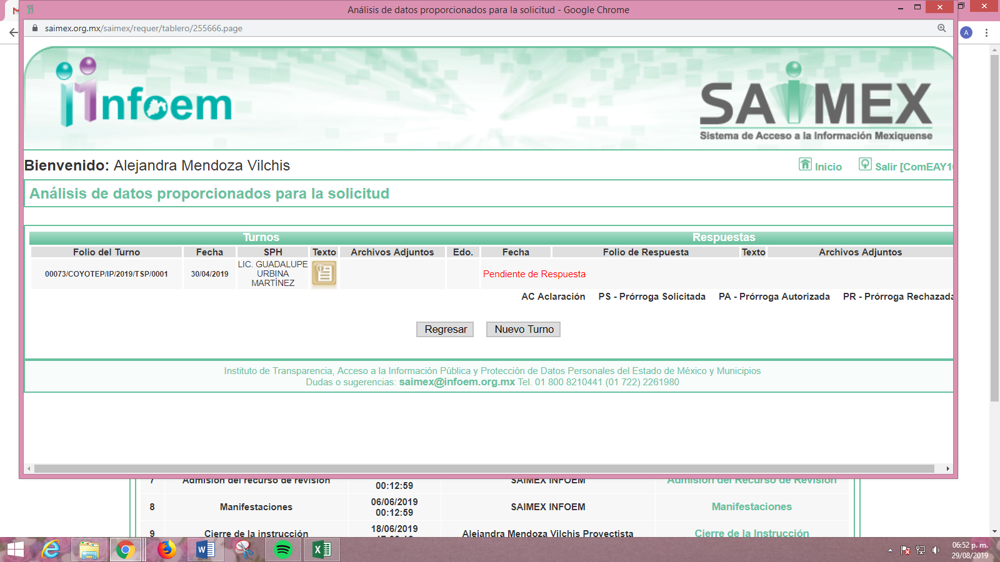 Análisis de datos proporcionados para la solicitud - Google Chrome
saimex.org.mx/saimex/requer/tablero/255666.page
A
infoem
SAIMEX
Sistema de Acceso a la Información Mexiquense
Bienvenido: Alejandra Mendoza Vilchis
Inicio
Salir [ComEAY1
Análisis de datos proporcionados para la solicitud
Turnos
Respuestas
Folio del Turno
Fecha
SPH
Texto
Archivos Adjuntos
Edo.
Fecha
Folio de Respuesta
Texto
Archivos Adjuntos
00073/COYOTEP/IP/2019/TSP/0001
30/04/2019
LIC. GUADALUPE
URBINA
MARTÌNEZ
Pendiente de Respuesta
AC Aclaración PS - Prórroga Solicitada PA - Prórroga Autorizada PR - Prórroga Rechazada
Regresar
Nuevo Turno
Instituto de Transparencia, Acceso a la Información Pública y Protección de Datos Personales del Estado de México y Municipios
Dudas o sugerencias: saimex@infoem.org.mx Tel. 01 800 8210441 (01 722) 2261980
7
Admisión del recurso de revisión
00:12:59
SAIMEX INFOEM
Admisión del Recurso de Revisión
8
Manifestaciones
06/06/2019
00:12:59
SAIMEX INFOEM
Manifestaciones
9
Cierre de la instrucción
18/06/2019
Alejandra Mendoza Vilchis Proyectista
Cierre de la Instrucción
06:52 p. m.
29/08/2019